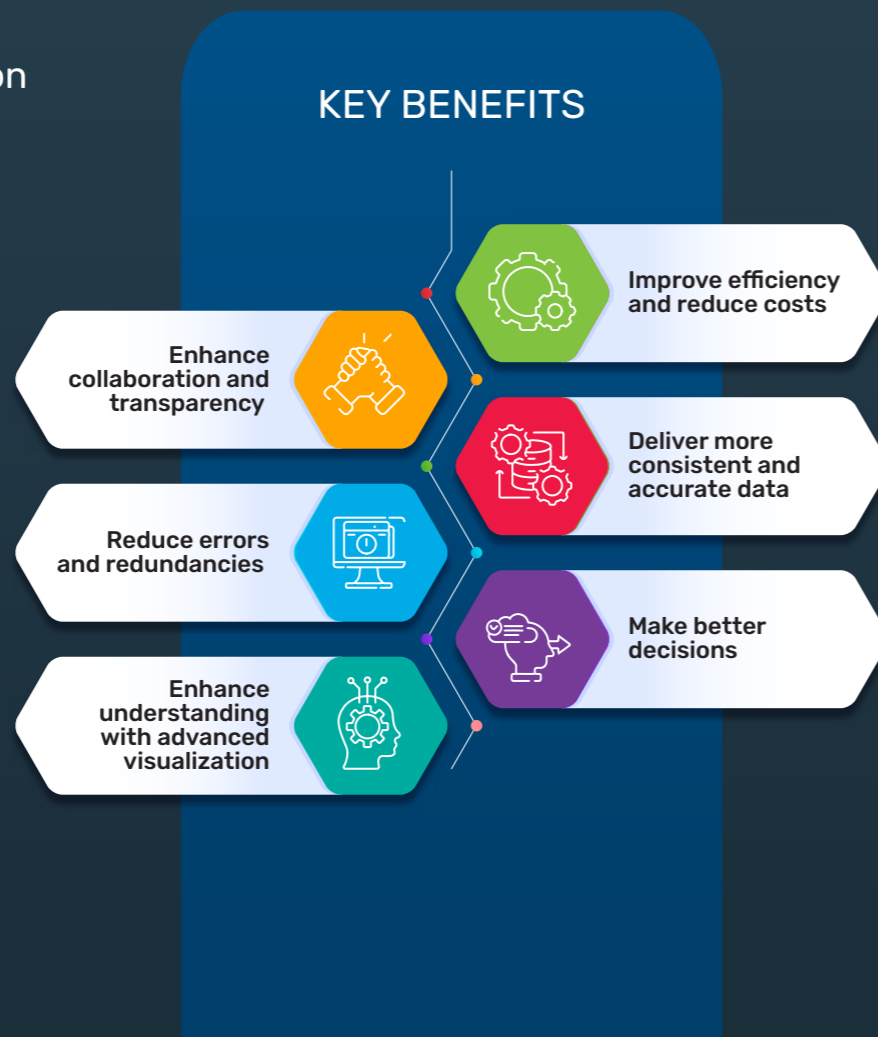 on
KEY BENEFITS
Improve efficiency
and reduce costs
Enhance
collaboration and
transparency
Deliver more
consistent and
accurate data
Reduce errors
and redundancies
Make better
decisions
Enhance
understanding
with advanced
visualization